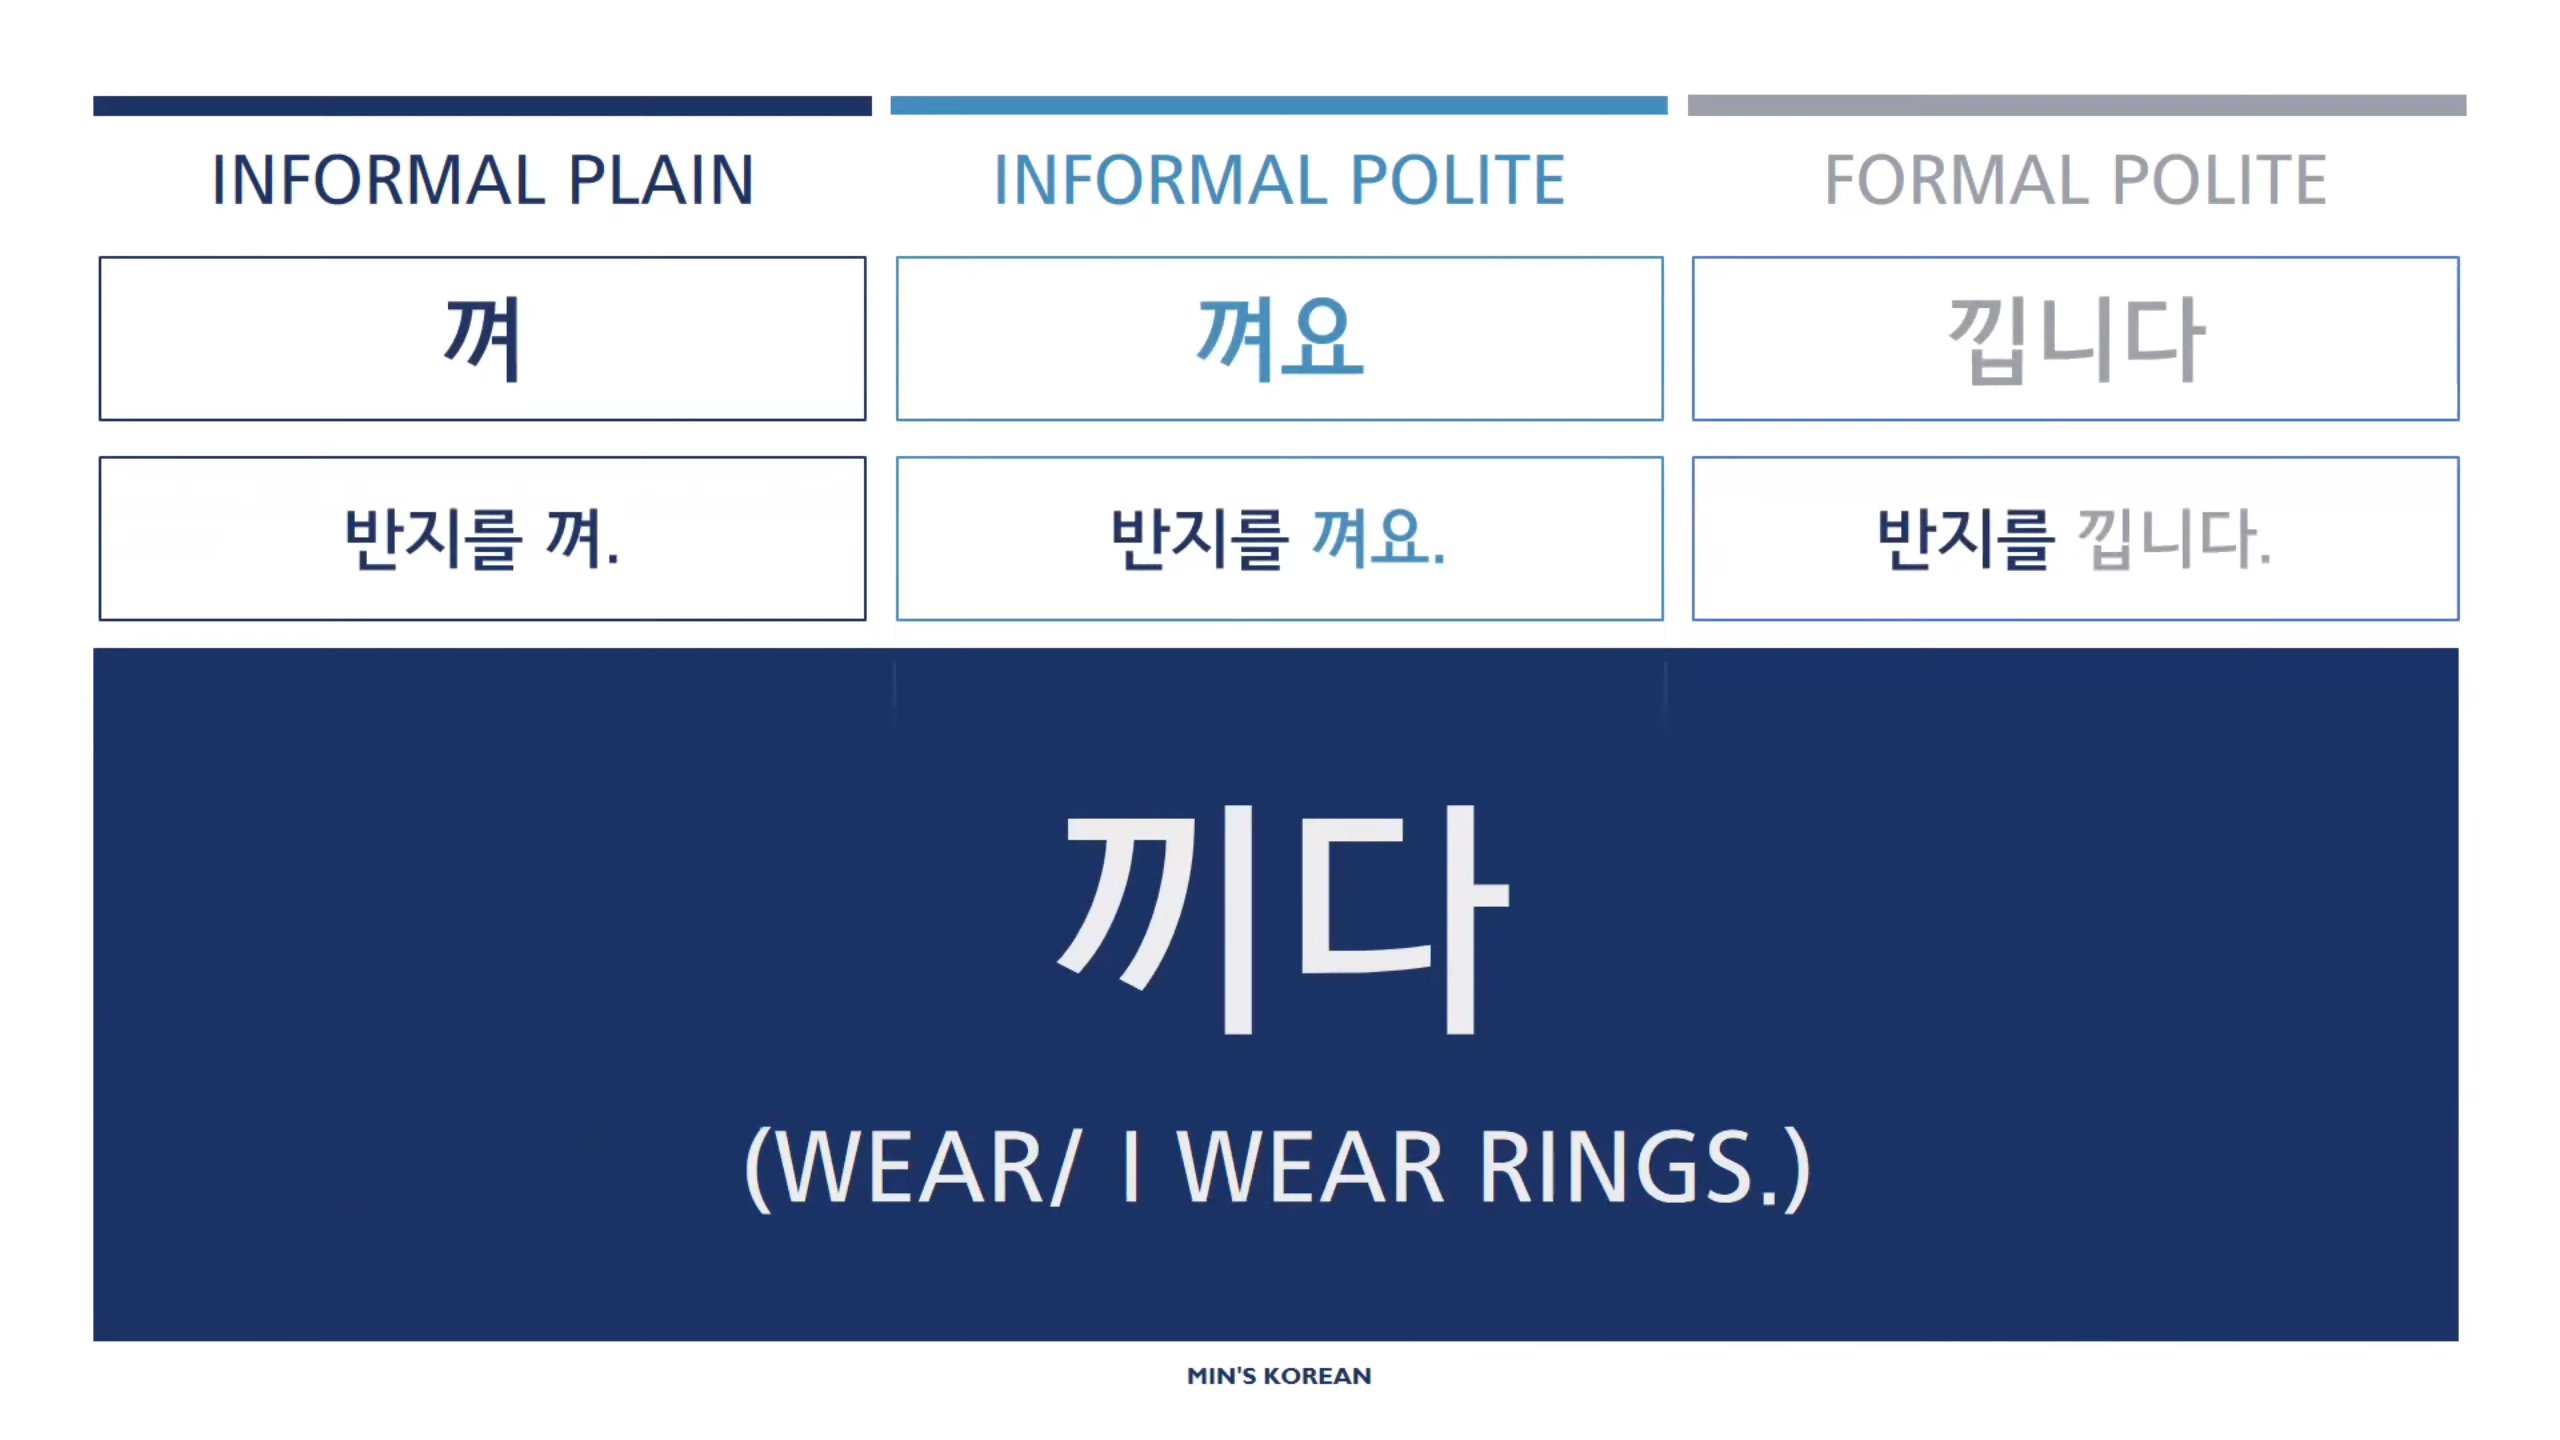 INFORMAL PLAIN
INFORMAL POLITE
FORMAL POLITE
껴
껴요
낍니다
반지를 껴.
반지를 껴요.
반지를 낍니다.
끼다
(WEAR/ I WEAR RINGS.)
MIN'S KOREAN